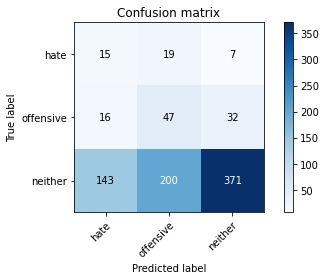 Confusion matrix
hate 15 19 7
offensive 16 47 32
neither 143 200 371
hate offensive neither
True label
Predicted label
350
300
250
200
150
100
50